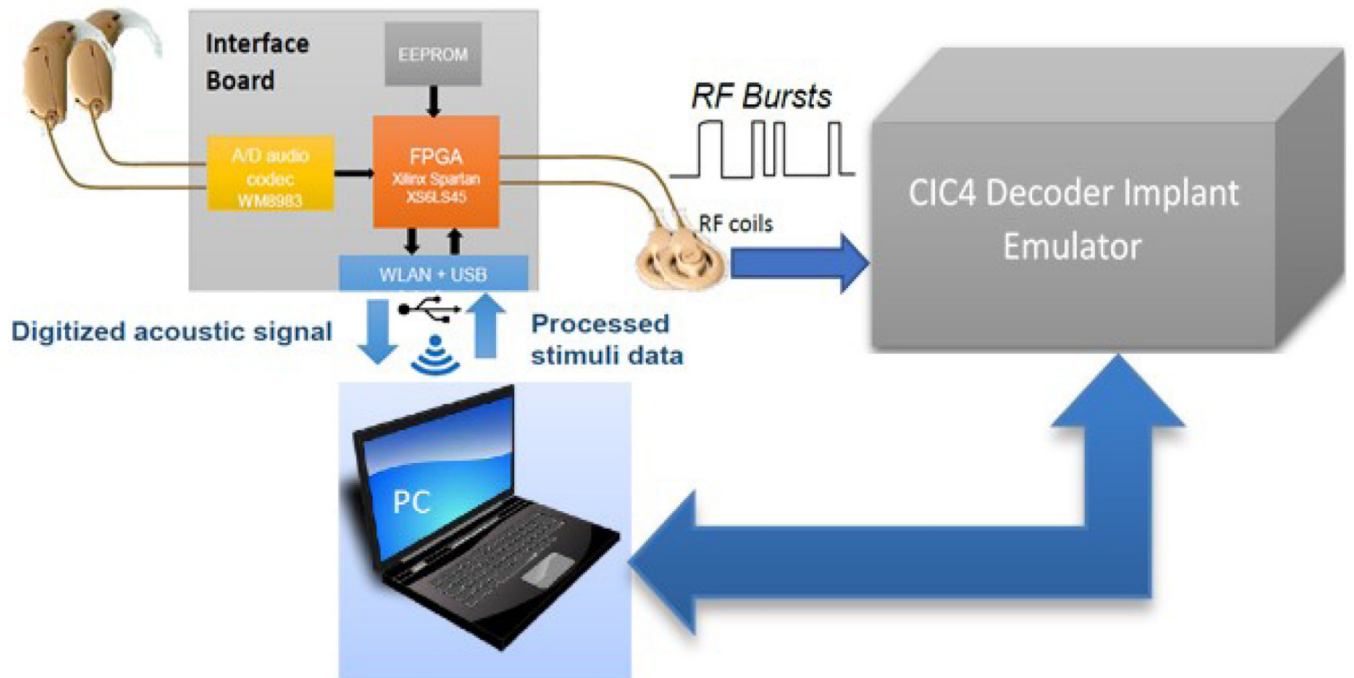 Interface
Board
EEPROM
A/D audio
codec
WM8983
FPGA
Xilinx Spartan
XS6LS45
WLAN + USB
RF Bursts
RF coils
CIC4 Decoder Implant
Emulator
Digitized acoustic signal
Processed
stimuli data
PC